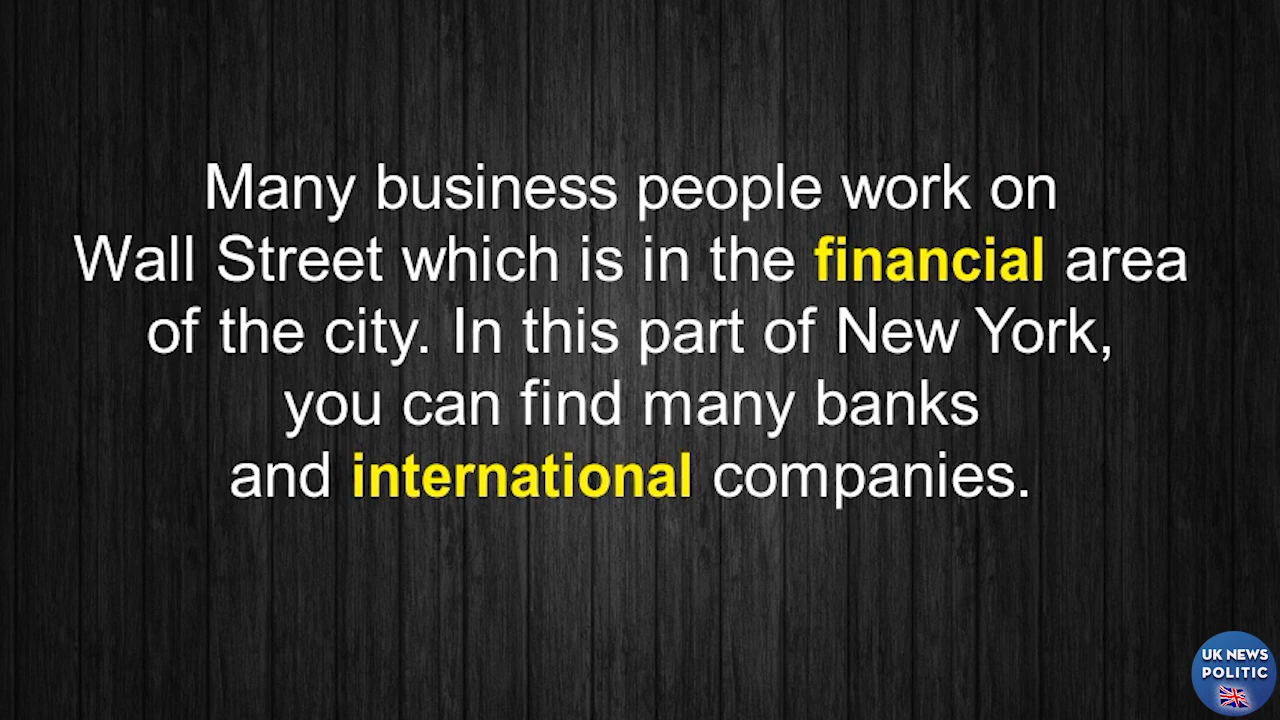 Many business people work on
Wall Street which is in the financial area
of the city. In this part of New York,
you can find many banks
and international companies.
UK NEWS
POLITIC